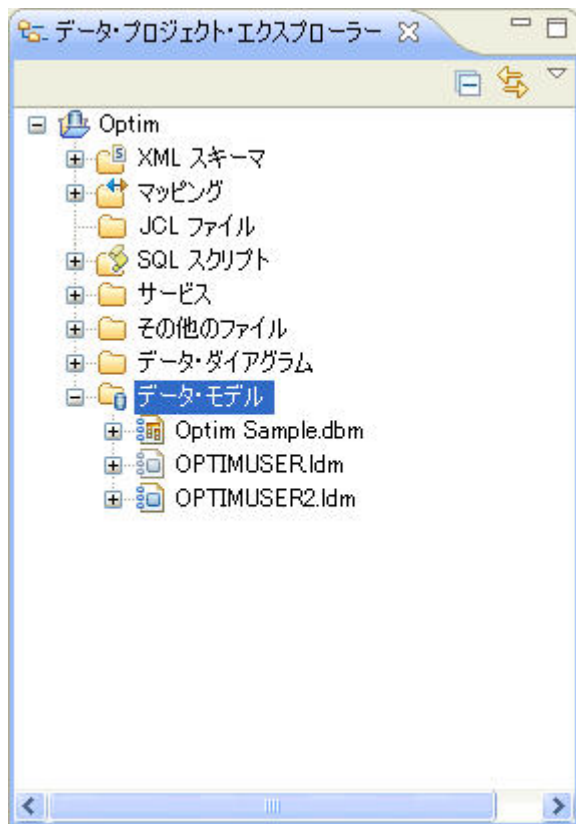 データ・プロジェクト・エクスプローラー
Optim
XML スキーマ
マッピング
JCL ファイル
SQL スクリプト
サービス
その他のファイル
データ・ダイアグラム
データ・モデル
Optim Sample.dbm
OPTIMUSER.ldm
OPTIMUSER2.ldm